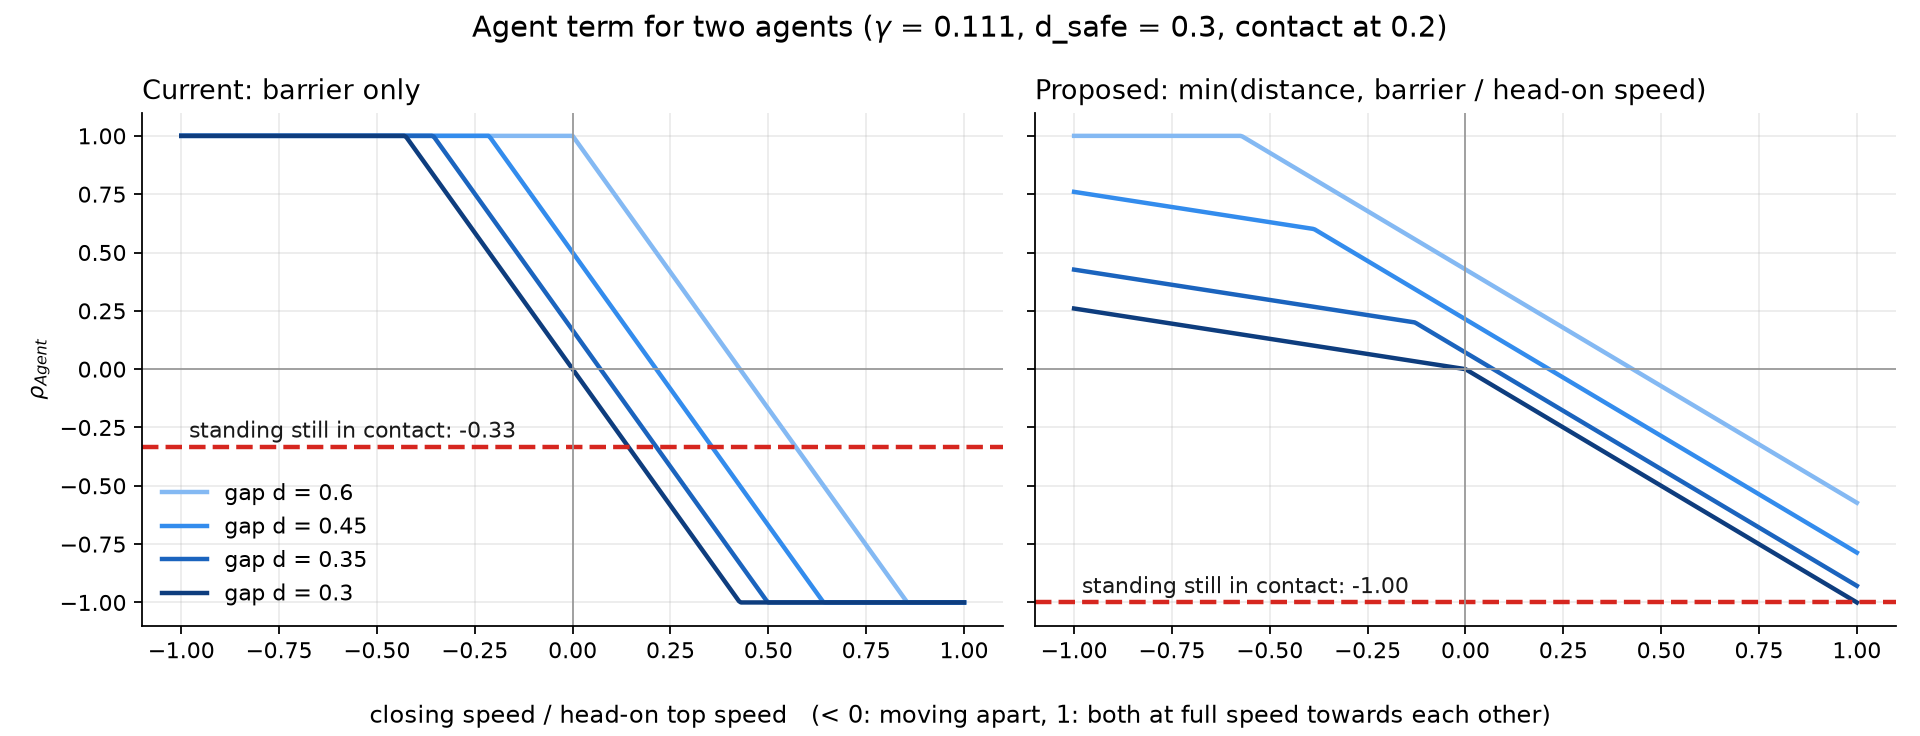 Agent term for two agents (γ = 0.111, d_safe = 0.3, contact at 0.2)
Current: barrier only
1.00
0.75
0.50
0.25
0.00
−0.25
−0.50
−0.75
−1.00
ρAgent
standing still in contact: -0.33
gap d = 0.6
gap d = 0.45
gap d = 0.35
gap d = 0.3
−1.00 −0.75 −0.50 −0.25 0.00 0.25 0.50 0.75 1.00
Proposed: min(distance, barrier / head-on speed)
standing still in contact: -1.00
−1.00 −0.75 −0.50 −0.25 0.00 0.25 0.50 0.75 1.00
closing speed / head-on top speed (< 0: moving apart, 1: both at full speed towards each other)